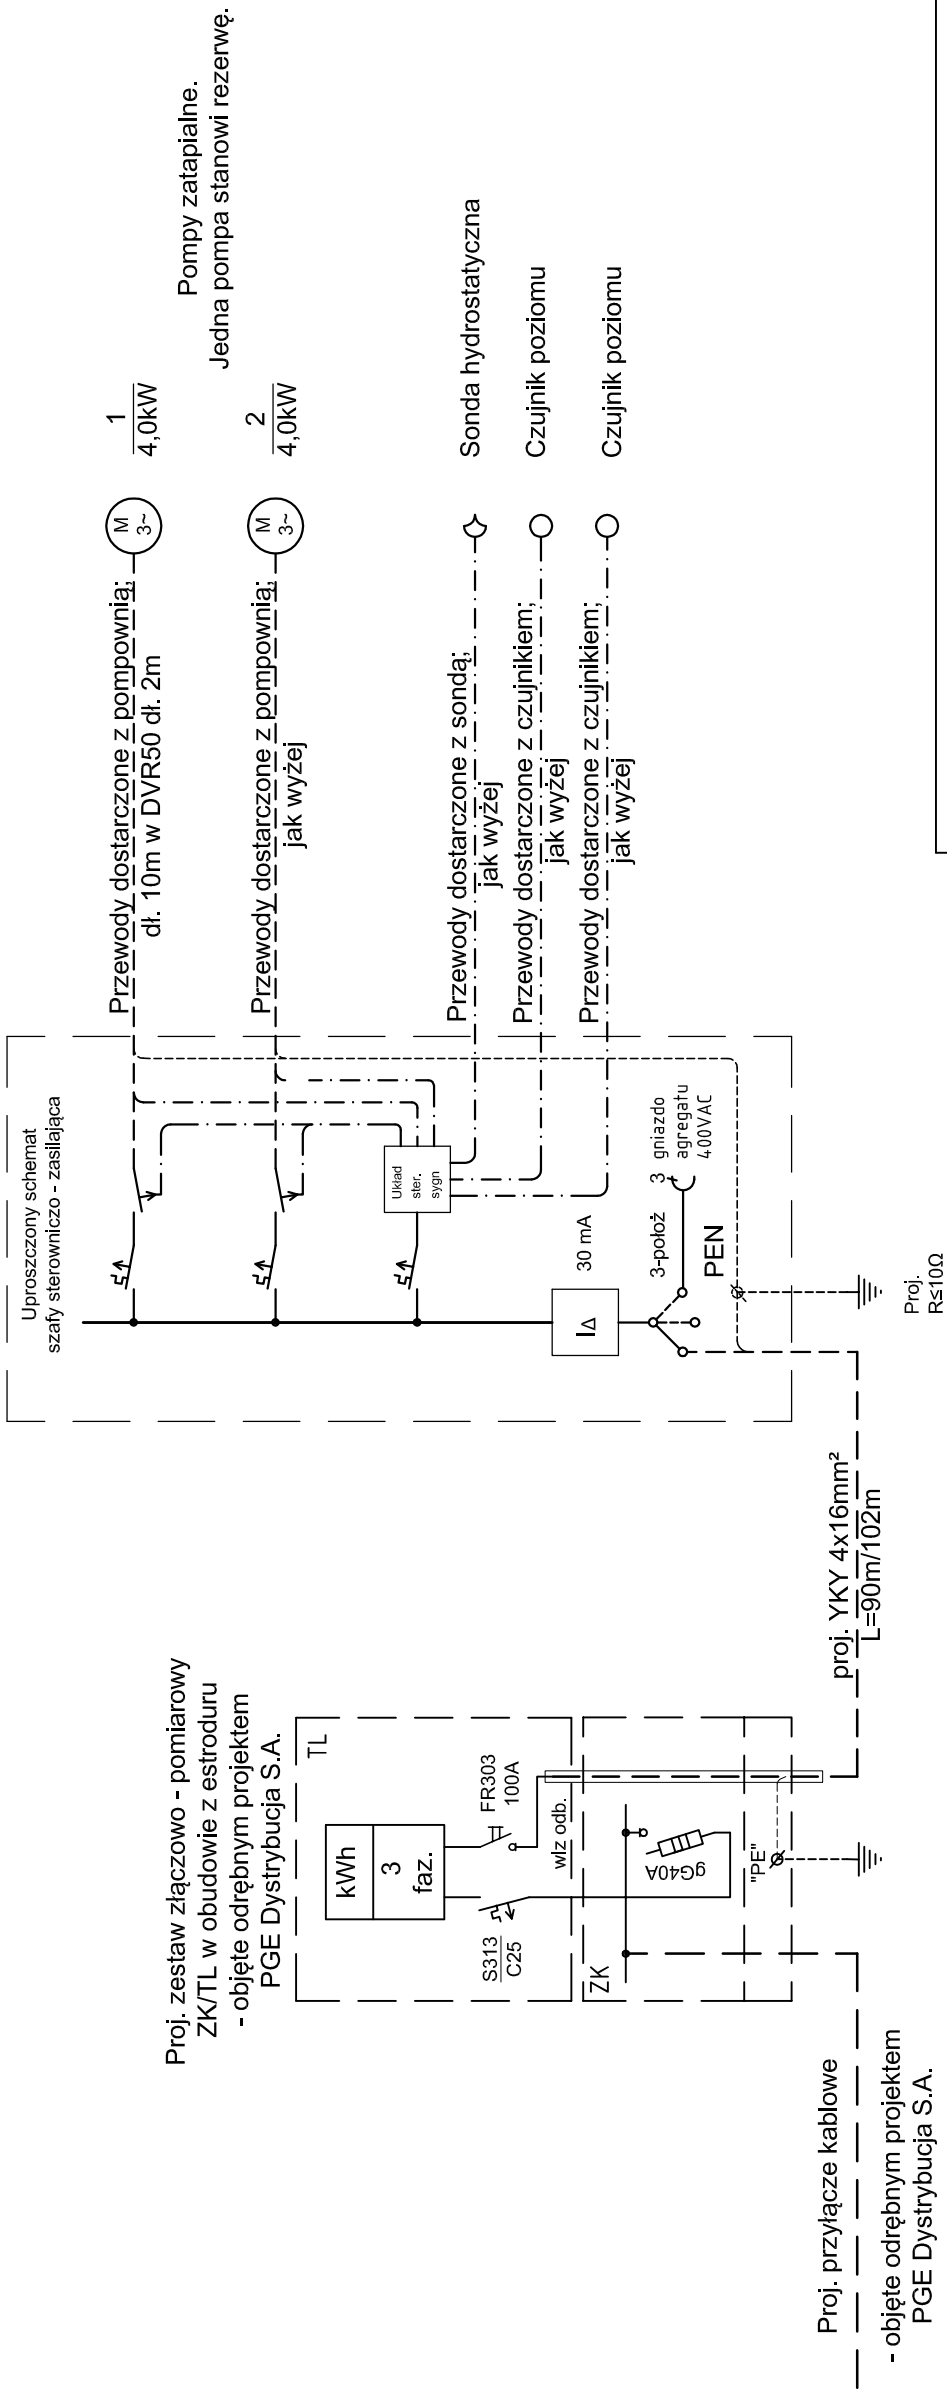 Proj. przyłącze kablowe
- objęte odrębnym projektem
PGE Dystrybucja S.A.
Proj. zestaw złączowo - pomiarowy
ZK/TL w obudowie z estroduru
- objęte odrębnym projektem
PGE Dystrybucja S.A.
TL
kWh
3
faz.
S313
C25
FR303
100A
wlz odb.
ZK
gG40A
"PE"
proj. YKY 4x16mm²
L=90m/102m
Uproszczony schemat
szafy sterowniczo - zasilająca
Układ
ster.
sygn
30 mA
I∆
3-położ
3
gniazdo
agregatu
400VAC
PEN
Proj.
R≤10Ω
Przewody dostarczone z pompownią;
dł. 10m w DVR50 dł. 2m
M
3~
1
4,0kW
Przewody dostarczone z pompownią;
jak wyżej
M
3~
2
4,0kW
Pompy zatapialne.
Jedna pompa stanowi rezerwę.
Przewody dostarczone z sondą;
jak wyżej
Sonda hydrostatyczna
Przewody dostarczone z czujnikiem;
jak wyżej
Czujnik poziomu
Przewody dostarczone z czujnikiem;
jak wyżej
Czujnik poziomu